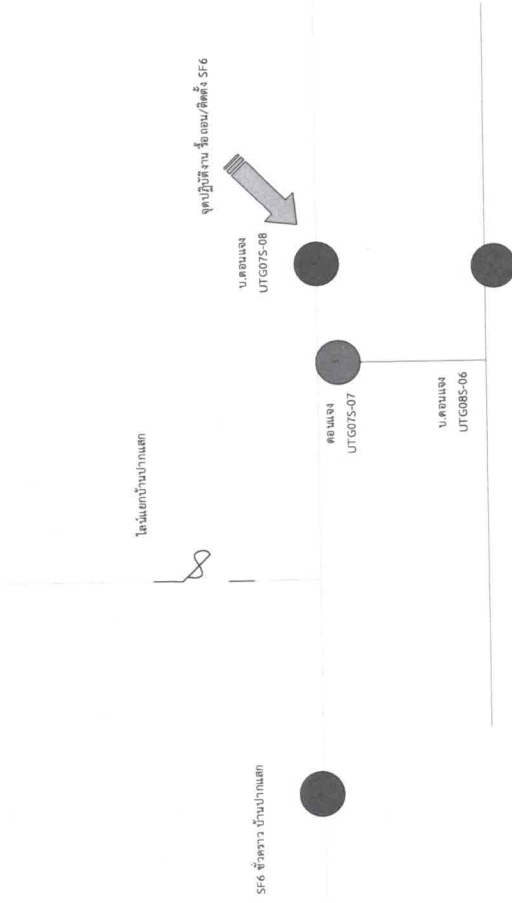 จุดปฏิบัติงาน รื้อถอน/ติดตั้ง SF6
บ.ดอนแจง
UTG07S-08
ไลน์แยกบ้านปากแสก
ดอนแจง
UTG07S-07
บ.ดอนแจง
UTG08S-06
SF6 ชั่วคราว บ้านปากแสก